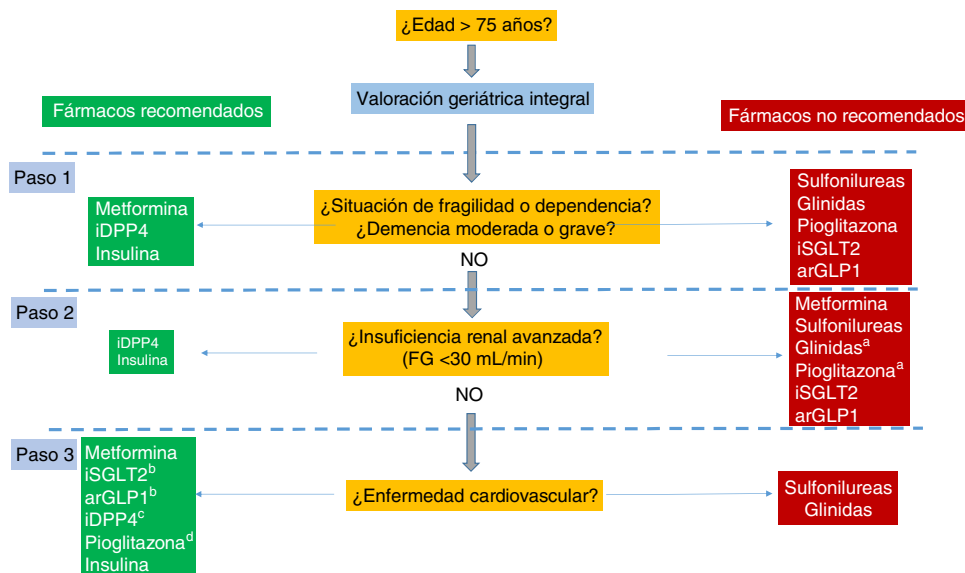 ¿Edad > 75 años?
Valoración geriátrica integral
Fármacos recomendados
Fármacos no recomendados
Paso 1
Metformina
iDPP4
Insulina
¿Situación de fragilidad o dependencia?
¿Demencia moderada o grave?
Sulfonilureas
Glinidas
Pioglitazona
iSGLT2
arGLP1
NO
Paso 2
iDPP4
Insulina
¿Insuficiencia renal avanzada?
(FG <30 mL/min)
Metformina
Sulfonilureas
Glinidasᵃ
Pioglitazonaᵃ
iSGLT2
arGLP1
NO
Paso 3
Metformina
iSGLT2ᵇ
arGLP1ᵇ
iDPP4ᶜ
Pioglitazonaᵈ
Insulina
¿Enfermedad cardiovascular?
Sulfonilureas
Glinidas